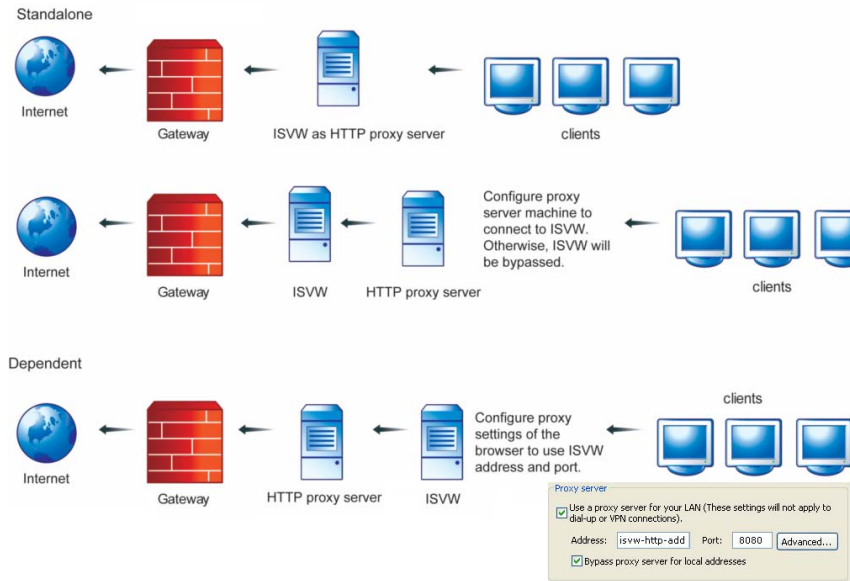 Standalone
Internet
Gateway
ISVW as HTTP proxy server
clients
Configure proxy
server machine to
connect to ISVW.
Otherwise, ISVW will
be bypassed.
Internet
Gateway
ISVW
HTTP proxy server
clients
Dependent
clients
Configure proxy
settings of the
browser to use ISVW
address and port.
Internet
Gateway
HTTP proxy server
ISVW
Proxy server
Use a proxy server for your LAN (These settings will not apply to
dial-up or VPN connections).
Address: isvw-http-add Port: 8080 Advanced...
Bypass proxy server for local addresses